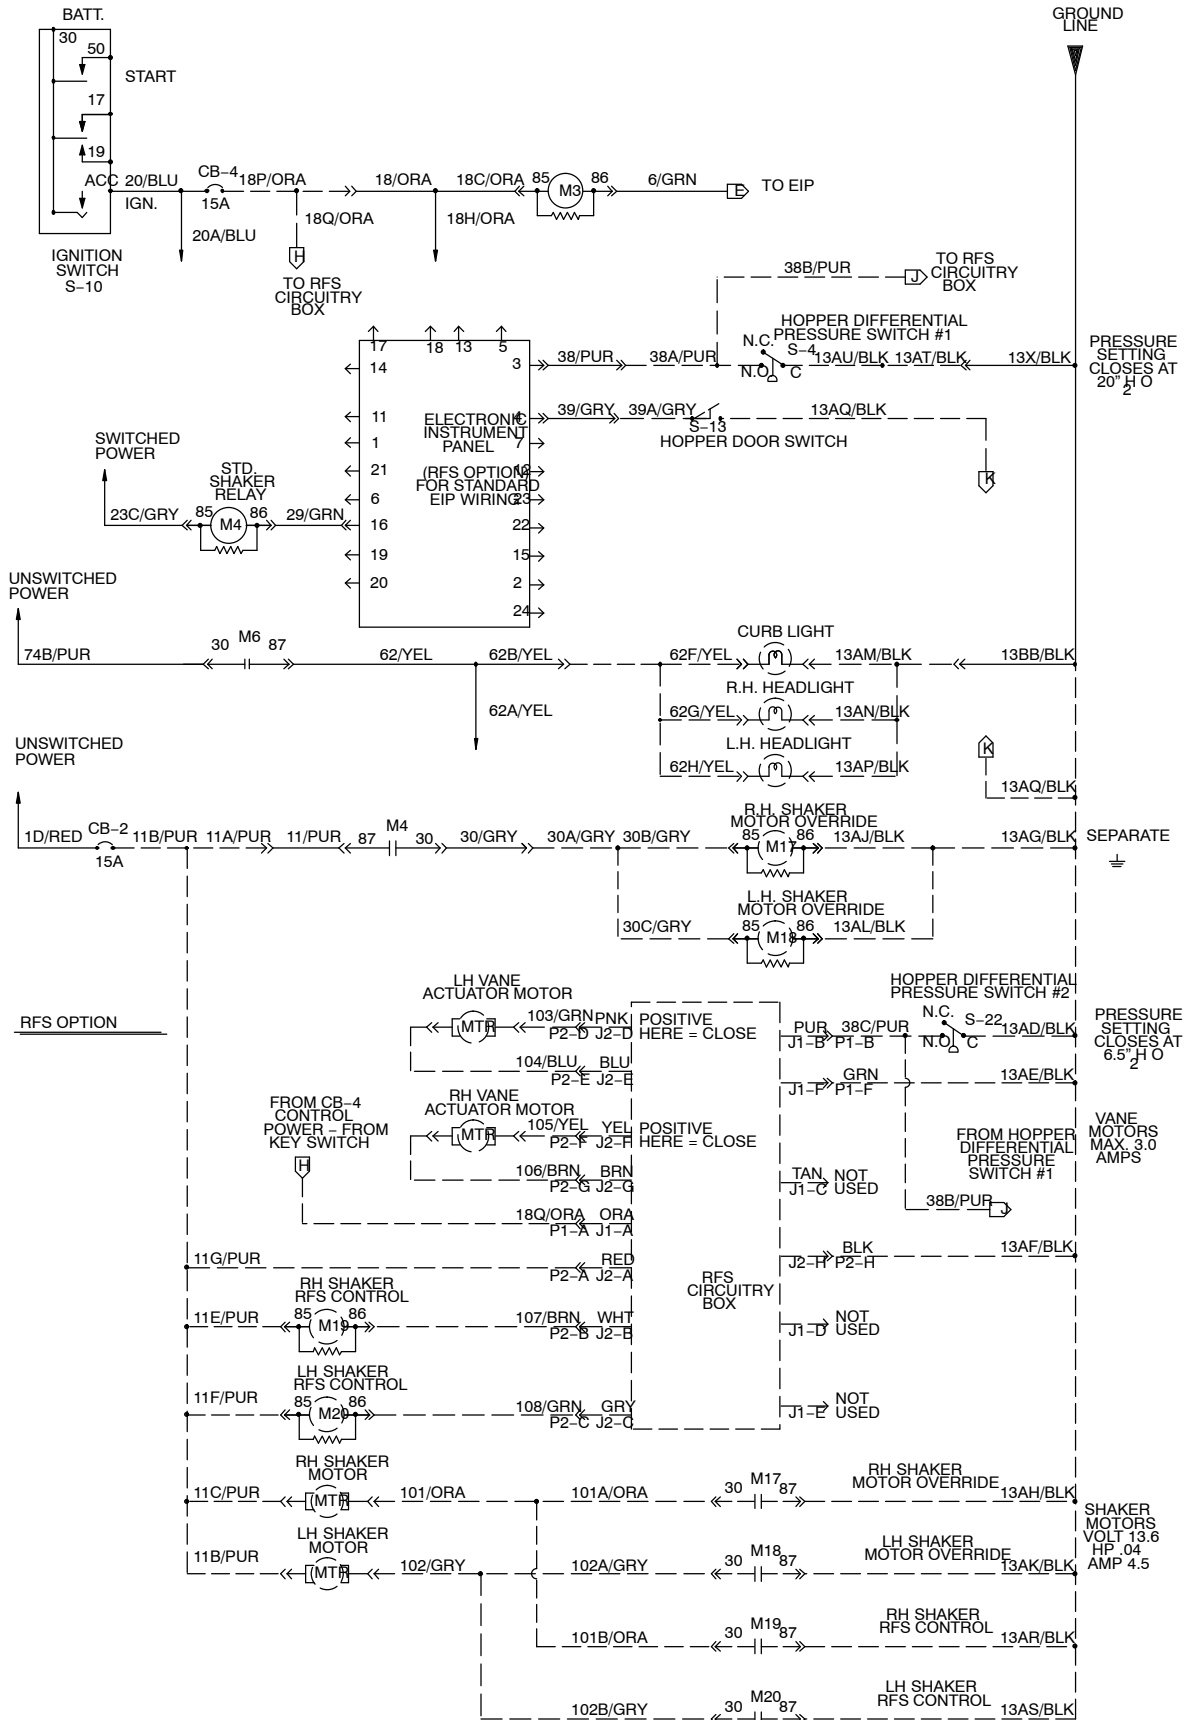 BATT.
GROUND
LINE
30
50
START
17
19
ACC 20/BLU CB-4 18P/ORA 18/ORA 18C/ORA 85 M3 86 6/GRN E TO EIP
IGN. 15A
18Q/ORA 18H/ORA
20A/BLU
H
IGNITION
SWITCH
S-10
TO RFS
CIRCUITRY
BOX
38B/PUR J TO RFS
CIRCUITRY
BOX
HOPPER DIFFERENTIAL
PRESSURE SWITCH #1
17 18 13 5
N.C. S-4
3 38/PUR 38A/PUR N.O. C 13AU/BLK 13AT/BLK 13X/BLK
PRESSURE
SETTING
CLOSES AT
20" H O
2
14
11
ELECTRONIC
INSTRUMENT
PANEL
4 39/GRY 39A/GRY 13AQ/BLK
S-13
HOPPER DOOR SWITCH
1
7
K
SWITCHED
POWER
STD.
SHAKER
RELAY
21
(RFS OPTION)
FOR STANDARD
EIP WIRING
12
6
23
23C/GRY 85 M4 86 29/GRN 16
22
19
15
20
2
24
UNSWITCHED
POWER
74B/PUR 30 M6 87 62/YEL 62B/YEL 62F/YEL CURB LIGHT 13AM/BLK 13BB/BLK
62A/YEL
R.H. HEADLIGHT
62G/YEL 13AN/BLK
L.H. HEADLIGHT
62H/YEL 13AP/BLK
K
13AQ/BLK
UNSWITCHED
POWER
R.H. SHAKER
MOTOR OVERRIDE
1D/RED CB-2 11B/PUR 11A/PUR 11/PUR 87 M4 30 30/GRY 30A/GRY 30B/GRY 85 M17 86 13AJ/BLK 13AG/BLK SEPARATE
15A
L.H. SHAKER
MOTOR OVERRIDE
30C/GRY 85 M18 86 13AL/BLK
RFS OPTION
LH VANE
ACTUATOR MOTOR
HOPPER DIFFERENTIAL
PRESSURE SWITCH #2
MTR 103/GRN PNK POSITIVE
P2-D J2-D HERE = CLOSE
PUR 38C/PUR N.C. S-22 13AD/BLK
J1-B P1-B N.O. C
PRESSURE
SETTING
CLOSES AT
6.5" H O
2
104/BLU BLU
P2-E J2-E
GRN 13AE/BLK
J1-F P1-F
RH VANE
ACTUATOR MOTOR
MTR 105/YEL YEL POSITIVE
P2-F J2-F HERE = CLOSE
FROM CB-4
CONTROL
POWER - FROM
KEY SWITCH
H
VANE
MOTORS
MAX. 3.0
AMPS
FROM HOPPER
DIFFERENTIAL
PRESSURE
SWITCH #1
106/BRN BRN
P2-G J2-G
TAN NOT
J1-C USED
38B/PUR J
18Q/ORA ORA
P1-A J1-A
11G/PUR RED
P2-A J2-A
BLK 13AF/BLK
J2-H P2-H
RFS
CIRCUITRY
BOX
RH SHAKER
RFS CONTROL
11E/PUR 85 M19 86 107/BRN WHT
P2-B J2-B
NOT
J1-D USED
LH SHAKER
RFS CONTROL
11F/PUR 85 M20 86 108/GRN GRY
P2-C J2-C
NOT
J1-E USED
RH SHAKER
MOTOR
11C/PUR MTR 101/ORA 101A/ORA 30 M17 87 RH SHAKER
MOTOR OVERRIDE 13AH/BLK
SHAKER
MOTORS
VOLT 13.6
HP .04
AMP 4.5
LH SHAKER
MOTOR
11B/PUR MTR 102/GRY 102A/GRY 30 M18 87 LH SHAKER
MOTOR OVERRIDE 13AK/BLK
101B/ORA 30 M19 87 RH SHAKER
RFS CONTROL 13AR/BLK
102B/GRY 30 M20 87 LH SHAKER
RFS CONTROL 13AS/BLK